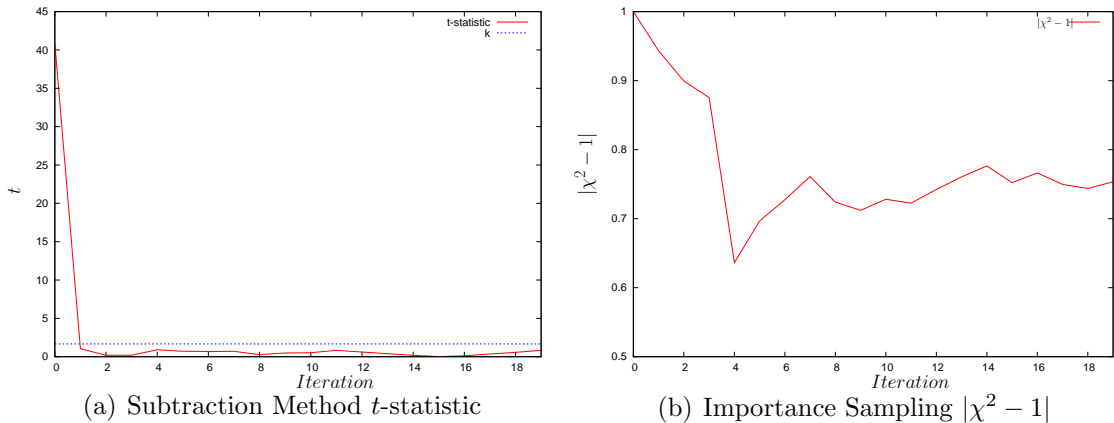 45
40
35
30
25
20
15
10
5
0
t
t-statistic
k
0 2 4 6 8 10 12 14 16 18
Iteration
(a) Subtraction Method t-statistic
1
0.9
0.8
0.7
0.6
0.5
|χ² − 1|
|χ² − 1|
0 2 4 6 8 10 12 14 16 18
Iteration
(b) Importance Sampling |χ² − 1|